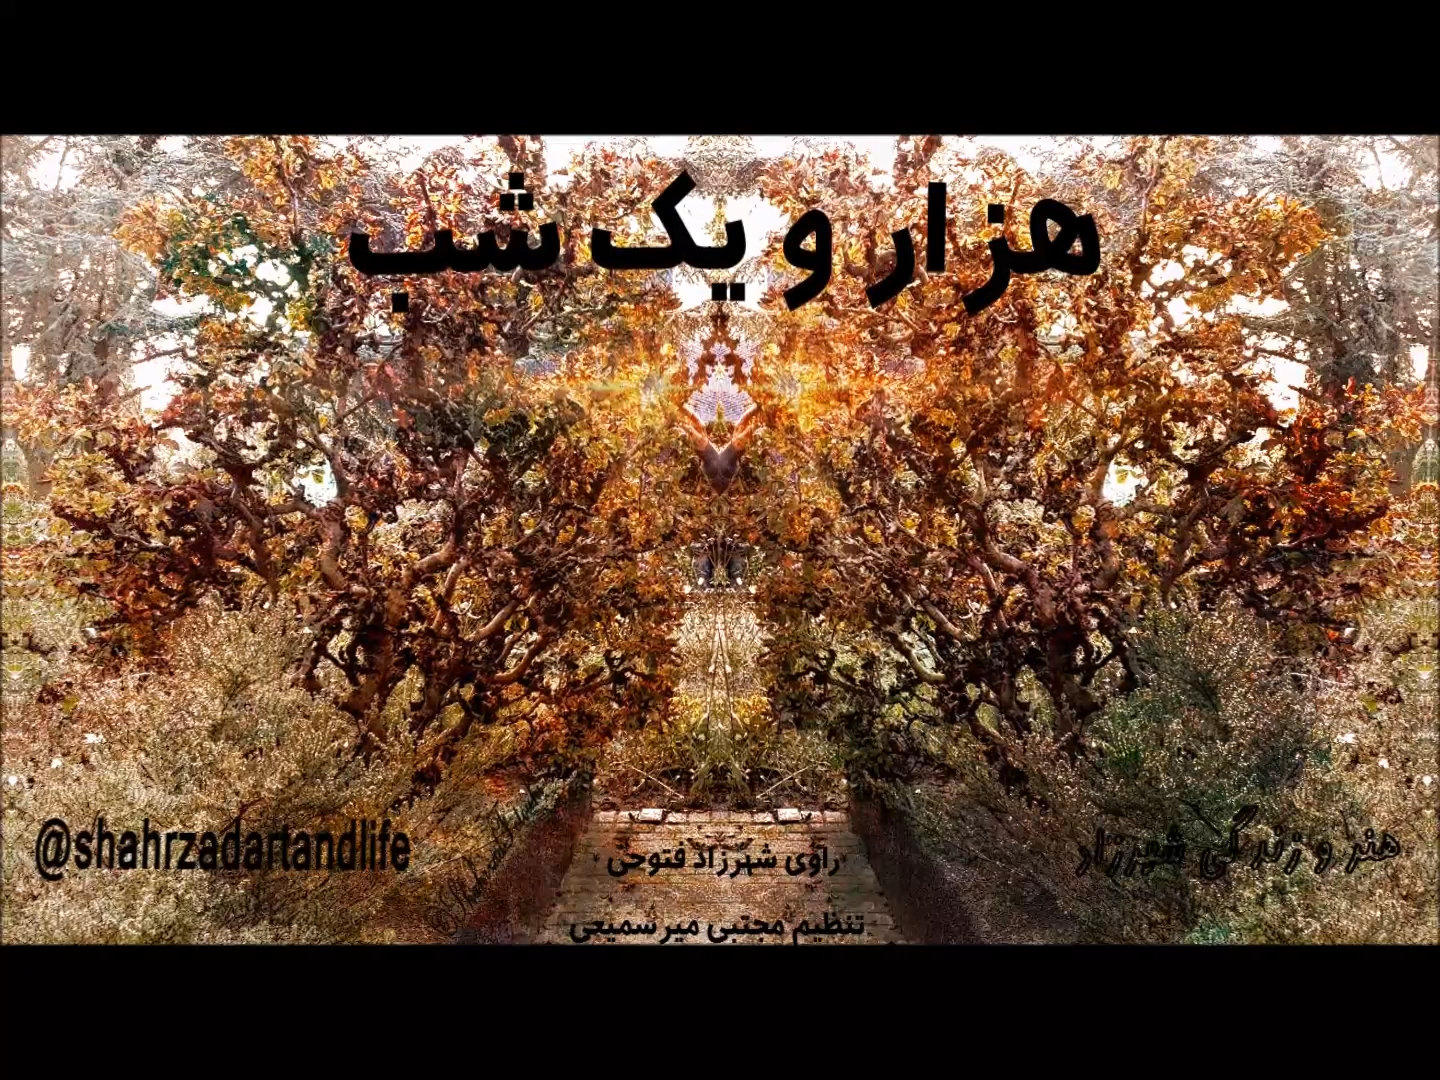 هزار و یک شب
@shahrzadartandlife
هنر و زندگی شهرزاد
راوی شهرزاد فتوحی
تنظیم مجتبی میرسمیعی